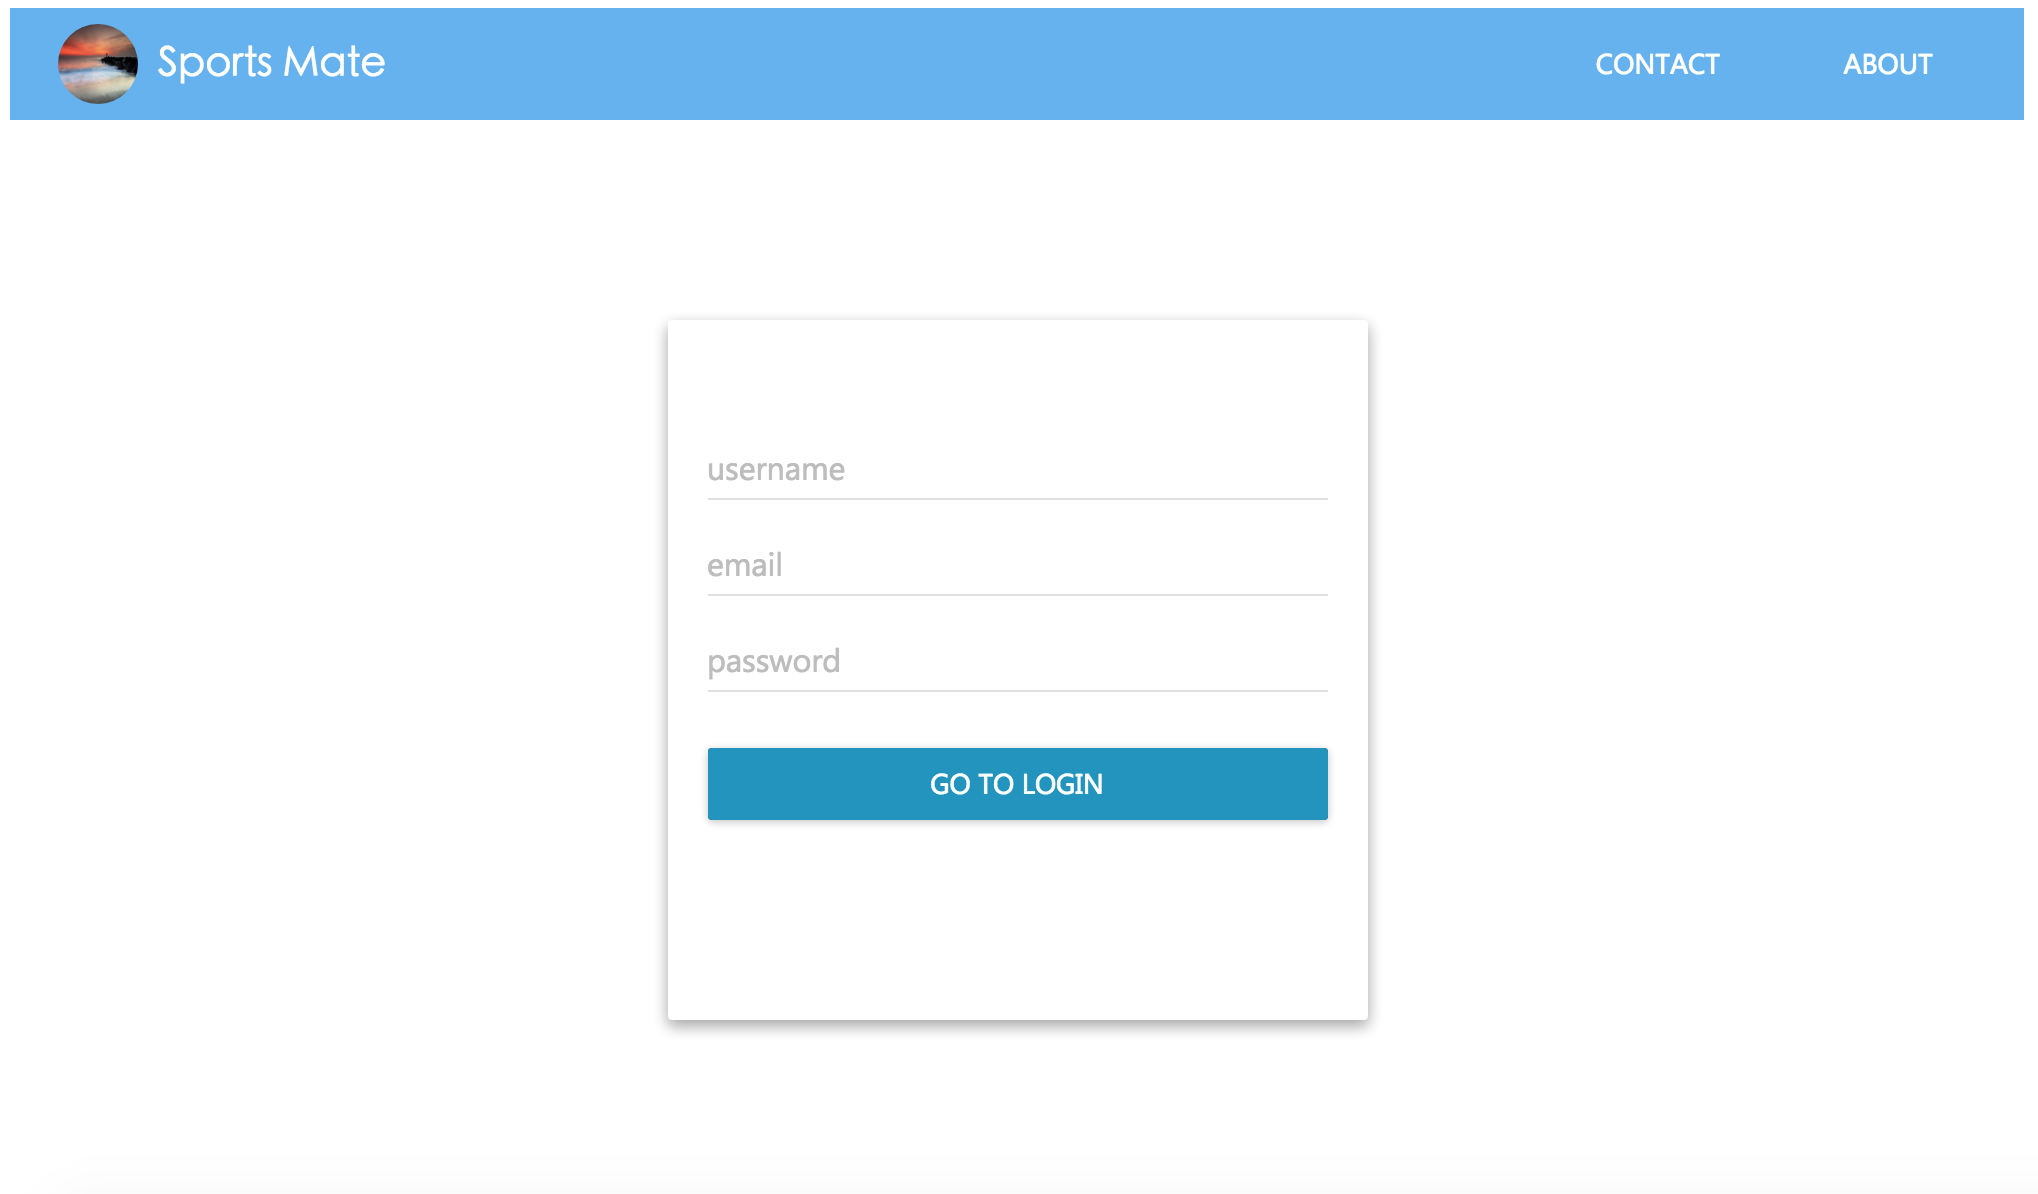 Sports Mate
CONTACT
ABOUT
username
email
password
GO TO LOGIN